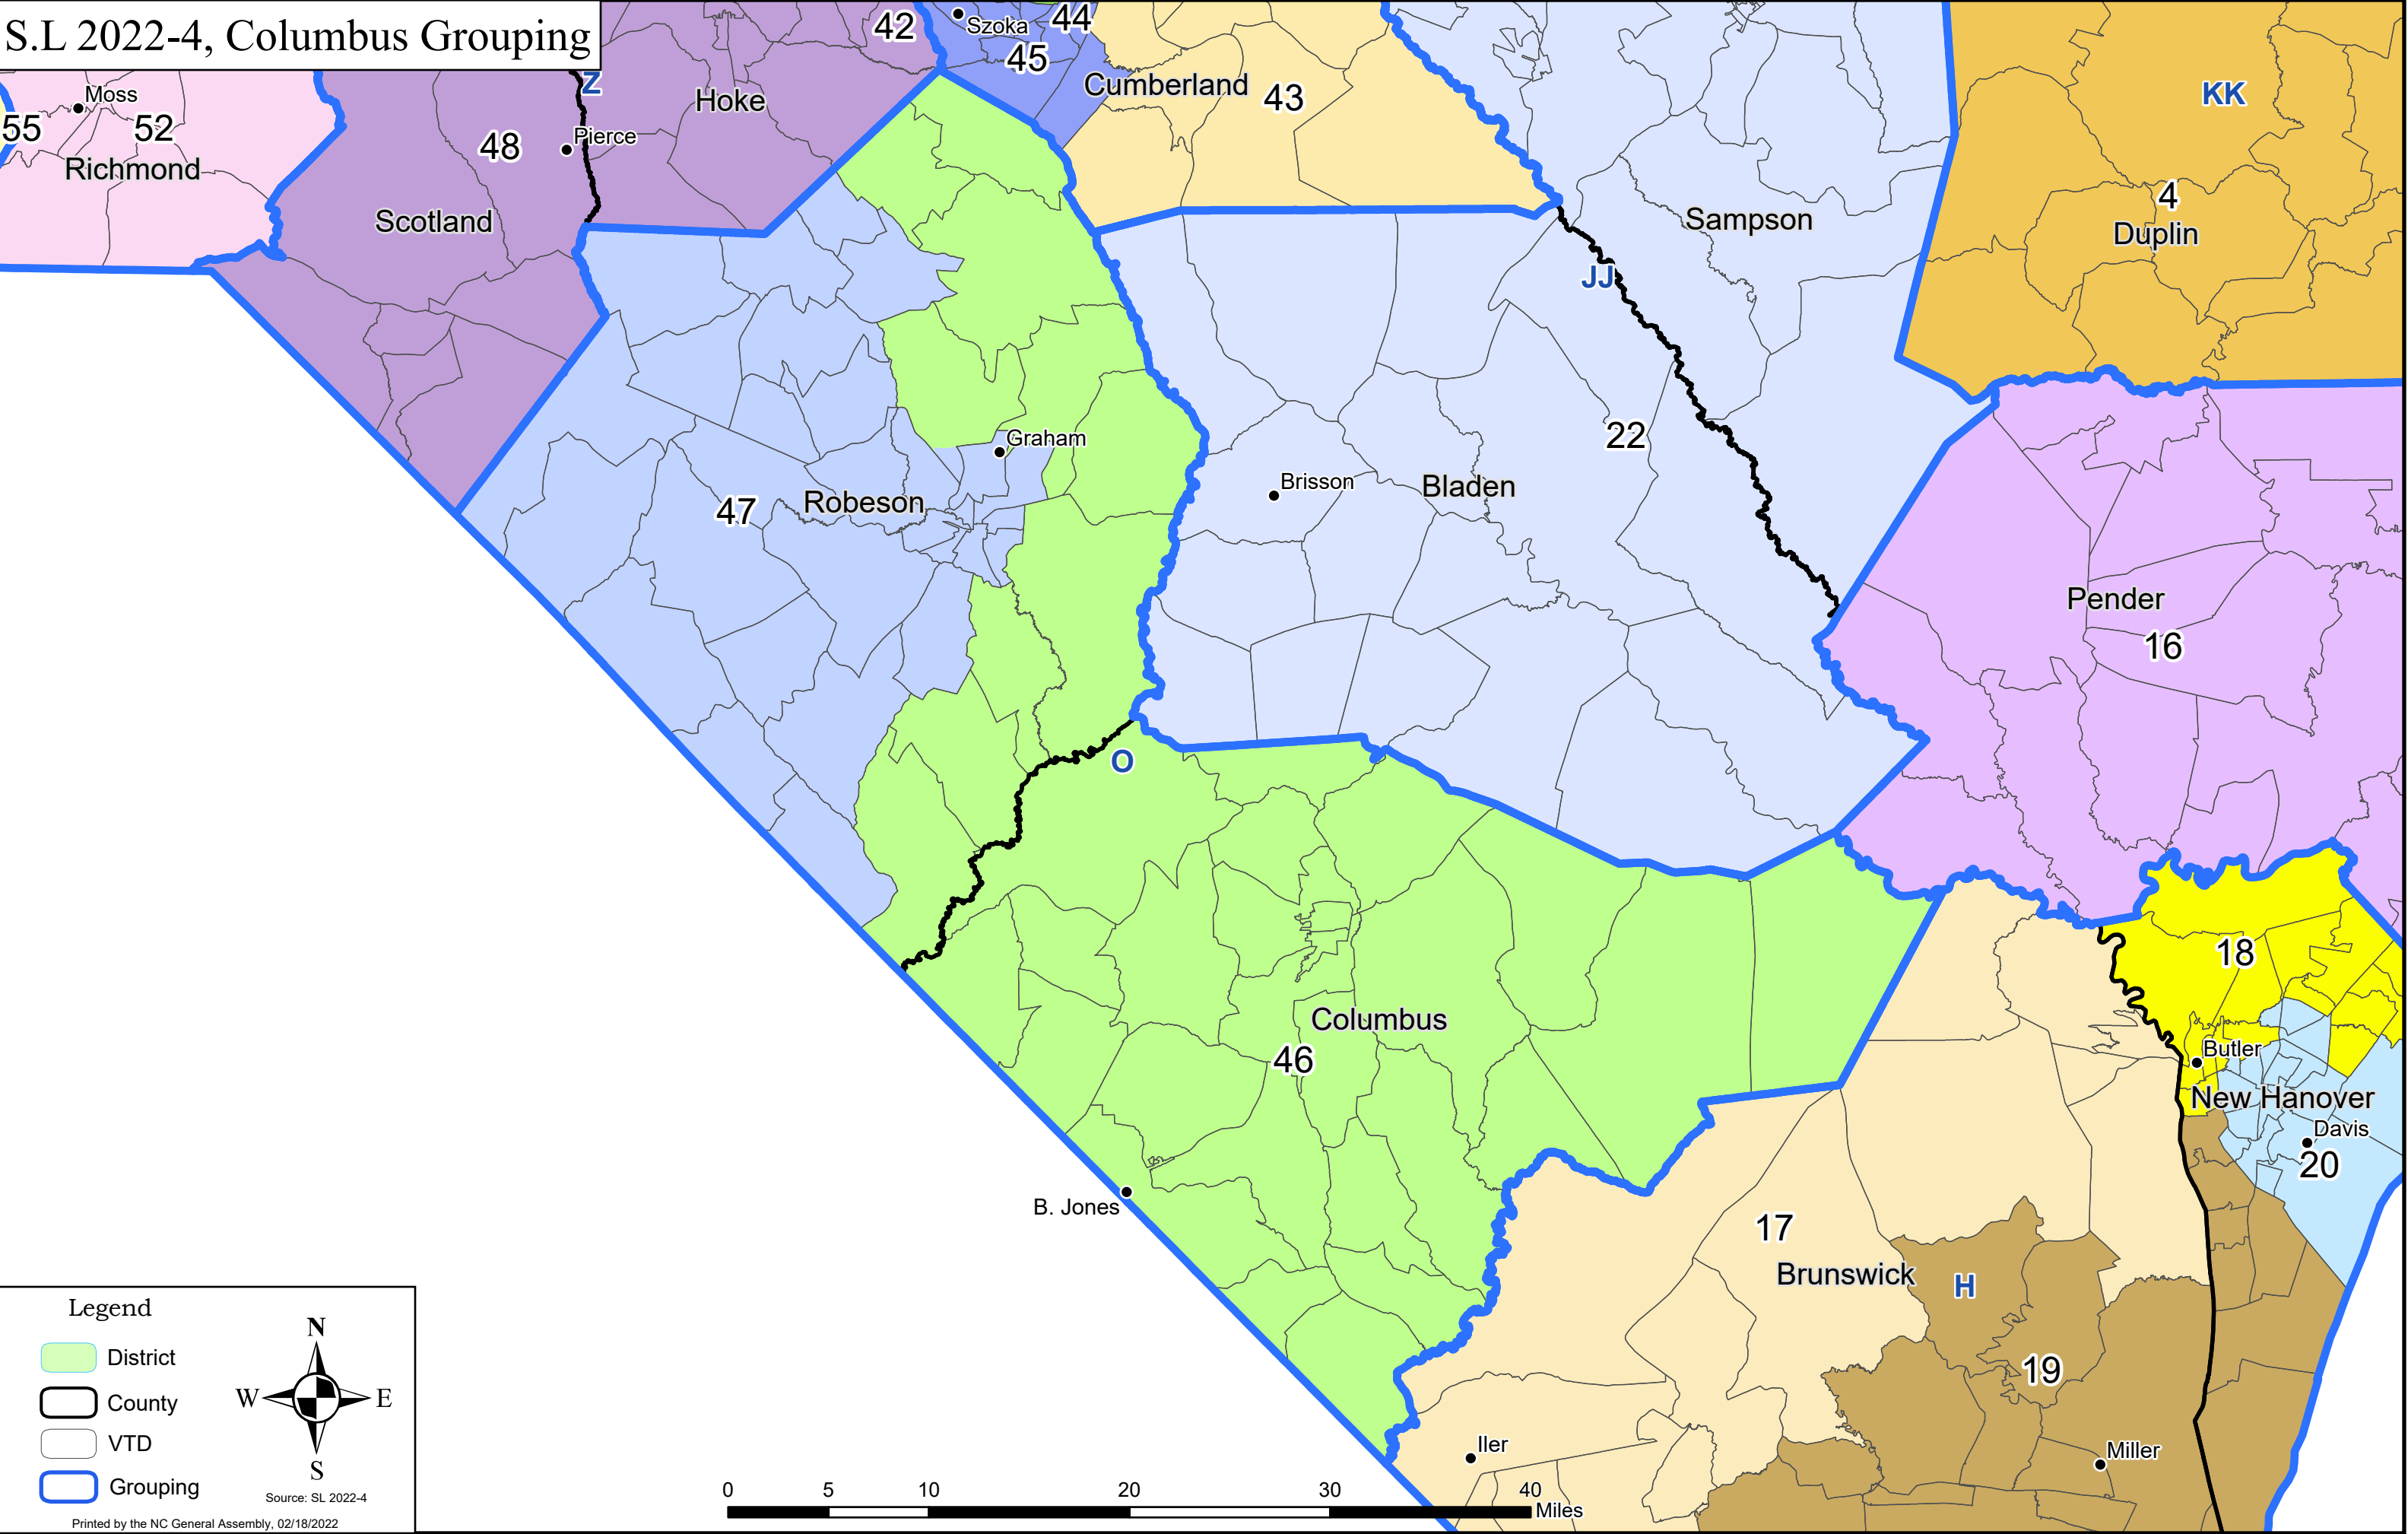 S.L 2022-4, Columbus Grouping
42
Szoka
44
45
Z
Hoke
Cumberland
43
KK
Moss
55
52
Richmond
48
Pierce
Scotland
Sampson
4
Duplin
JJ
Graham
22
Brisson
Bladen
47
Robeson
Pender
16
O
18
Columbus
46
Butler
New Hanover
Davis
20
B. Jones
17
Brunswick
H
19
Iler
Miller
Legend
District
County
VTD
Grouping
N
W
E
S
Source: SL 2022-4
Printed by the NC General Assembly, 02/18/2022
0 5 10 20 30 40
Miles